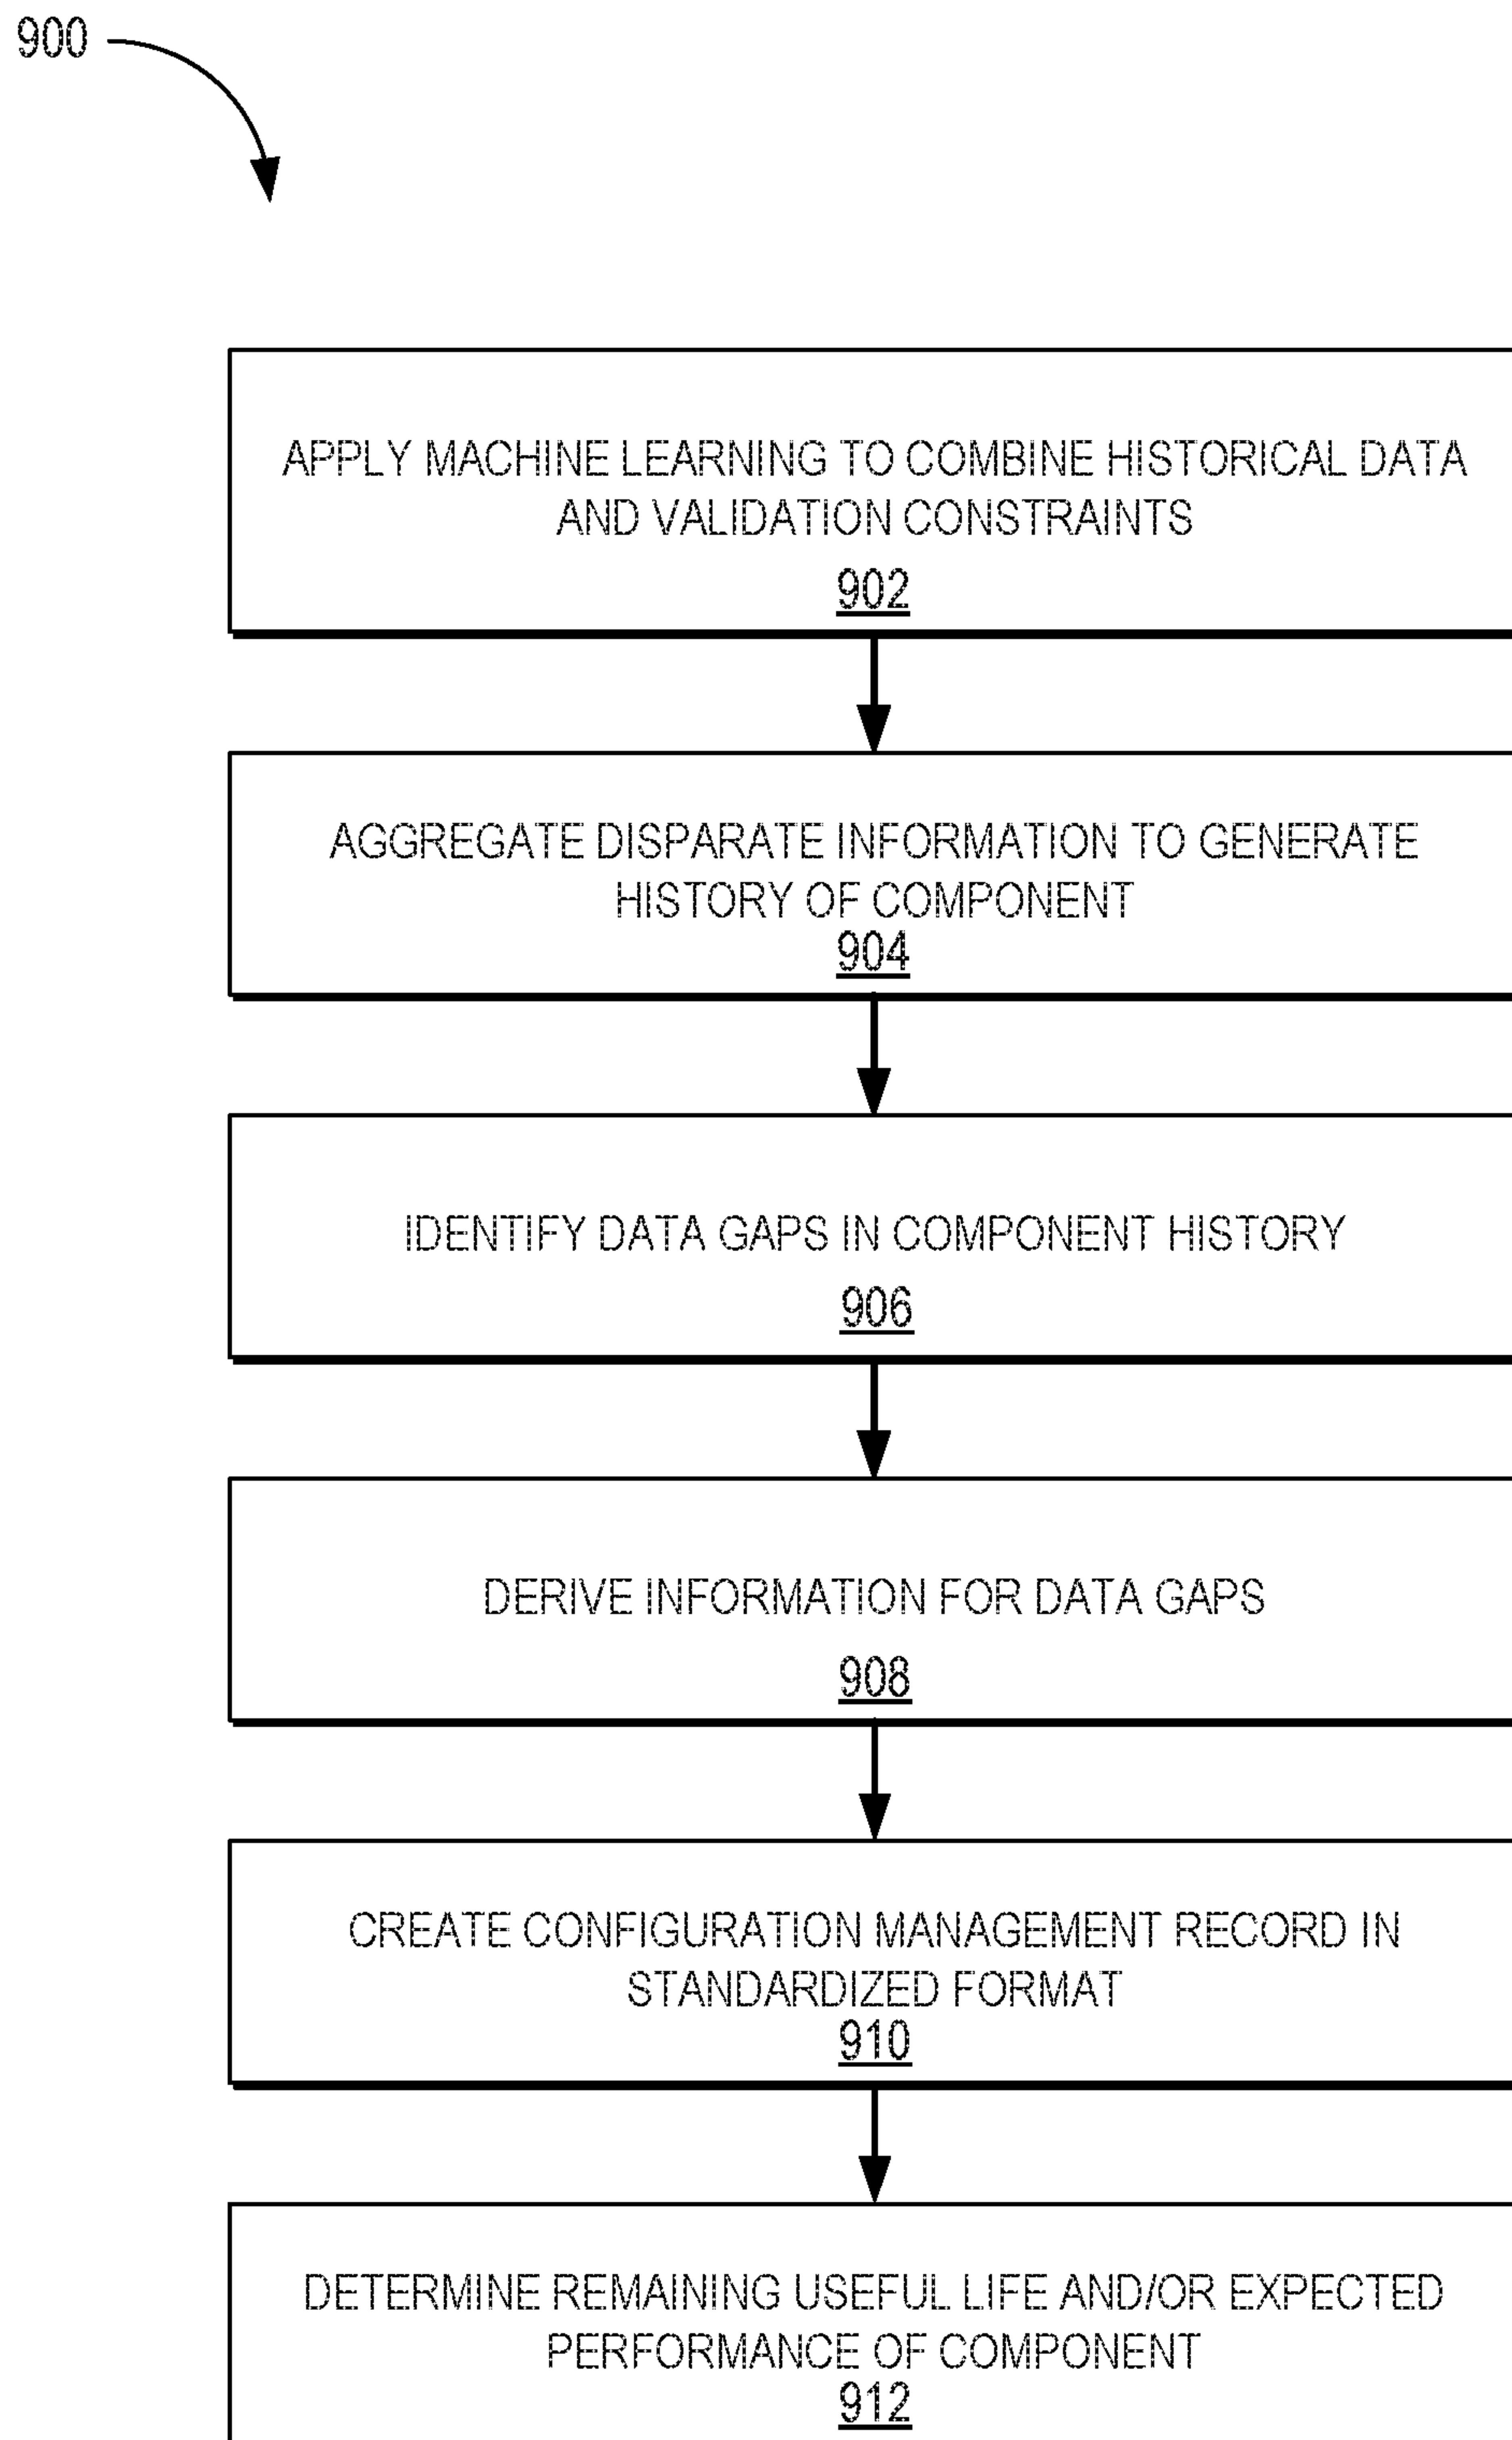 900
APPLY MACHINE LEARNING TO COMBINE HISTORICAL DATA
AND VALIDATION CONSTRAINTS
902
AGGREGATE DISPARATE INFORMATION TO GENERATE
HISTORY OF COMPONENT
904
IDENTIFY DATA GAPS IN COMPONENT HISTORY
906
DERIVE INFORMATION FOR DATA GAPS
908
CREATE CONFIGURATION MANAGEMENT RECORD IN
STANDARDIZED FORMAT
910
DETERMINE REMAINING USEFUL LIFE AND/OR EXPECTED
PERFORMANCE OF COMPONENT
912